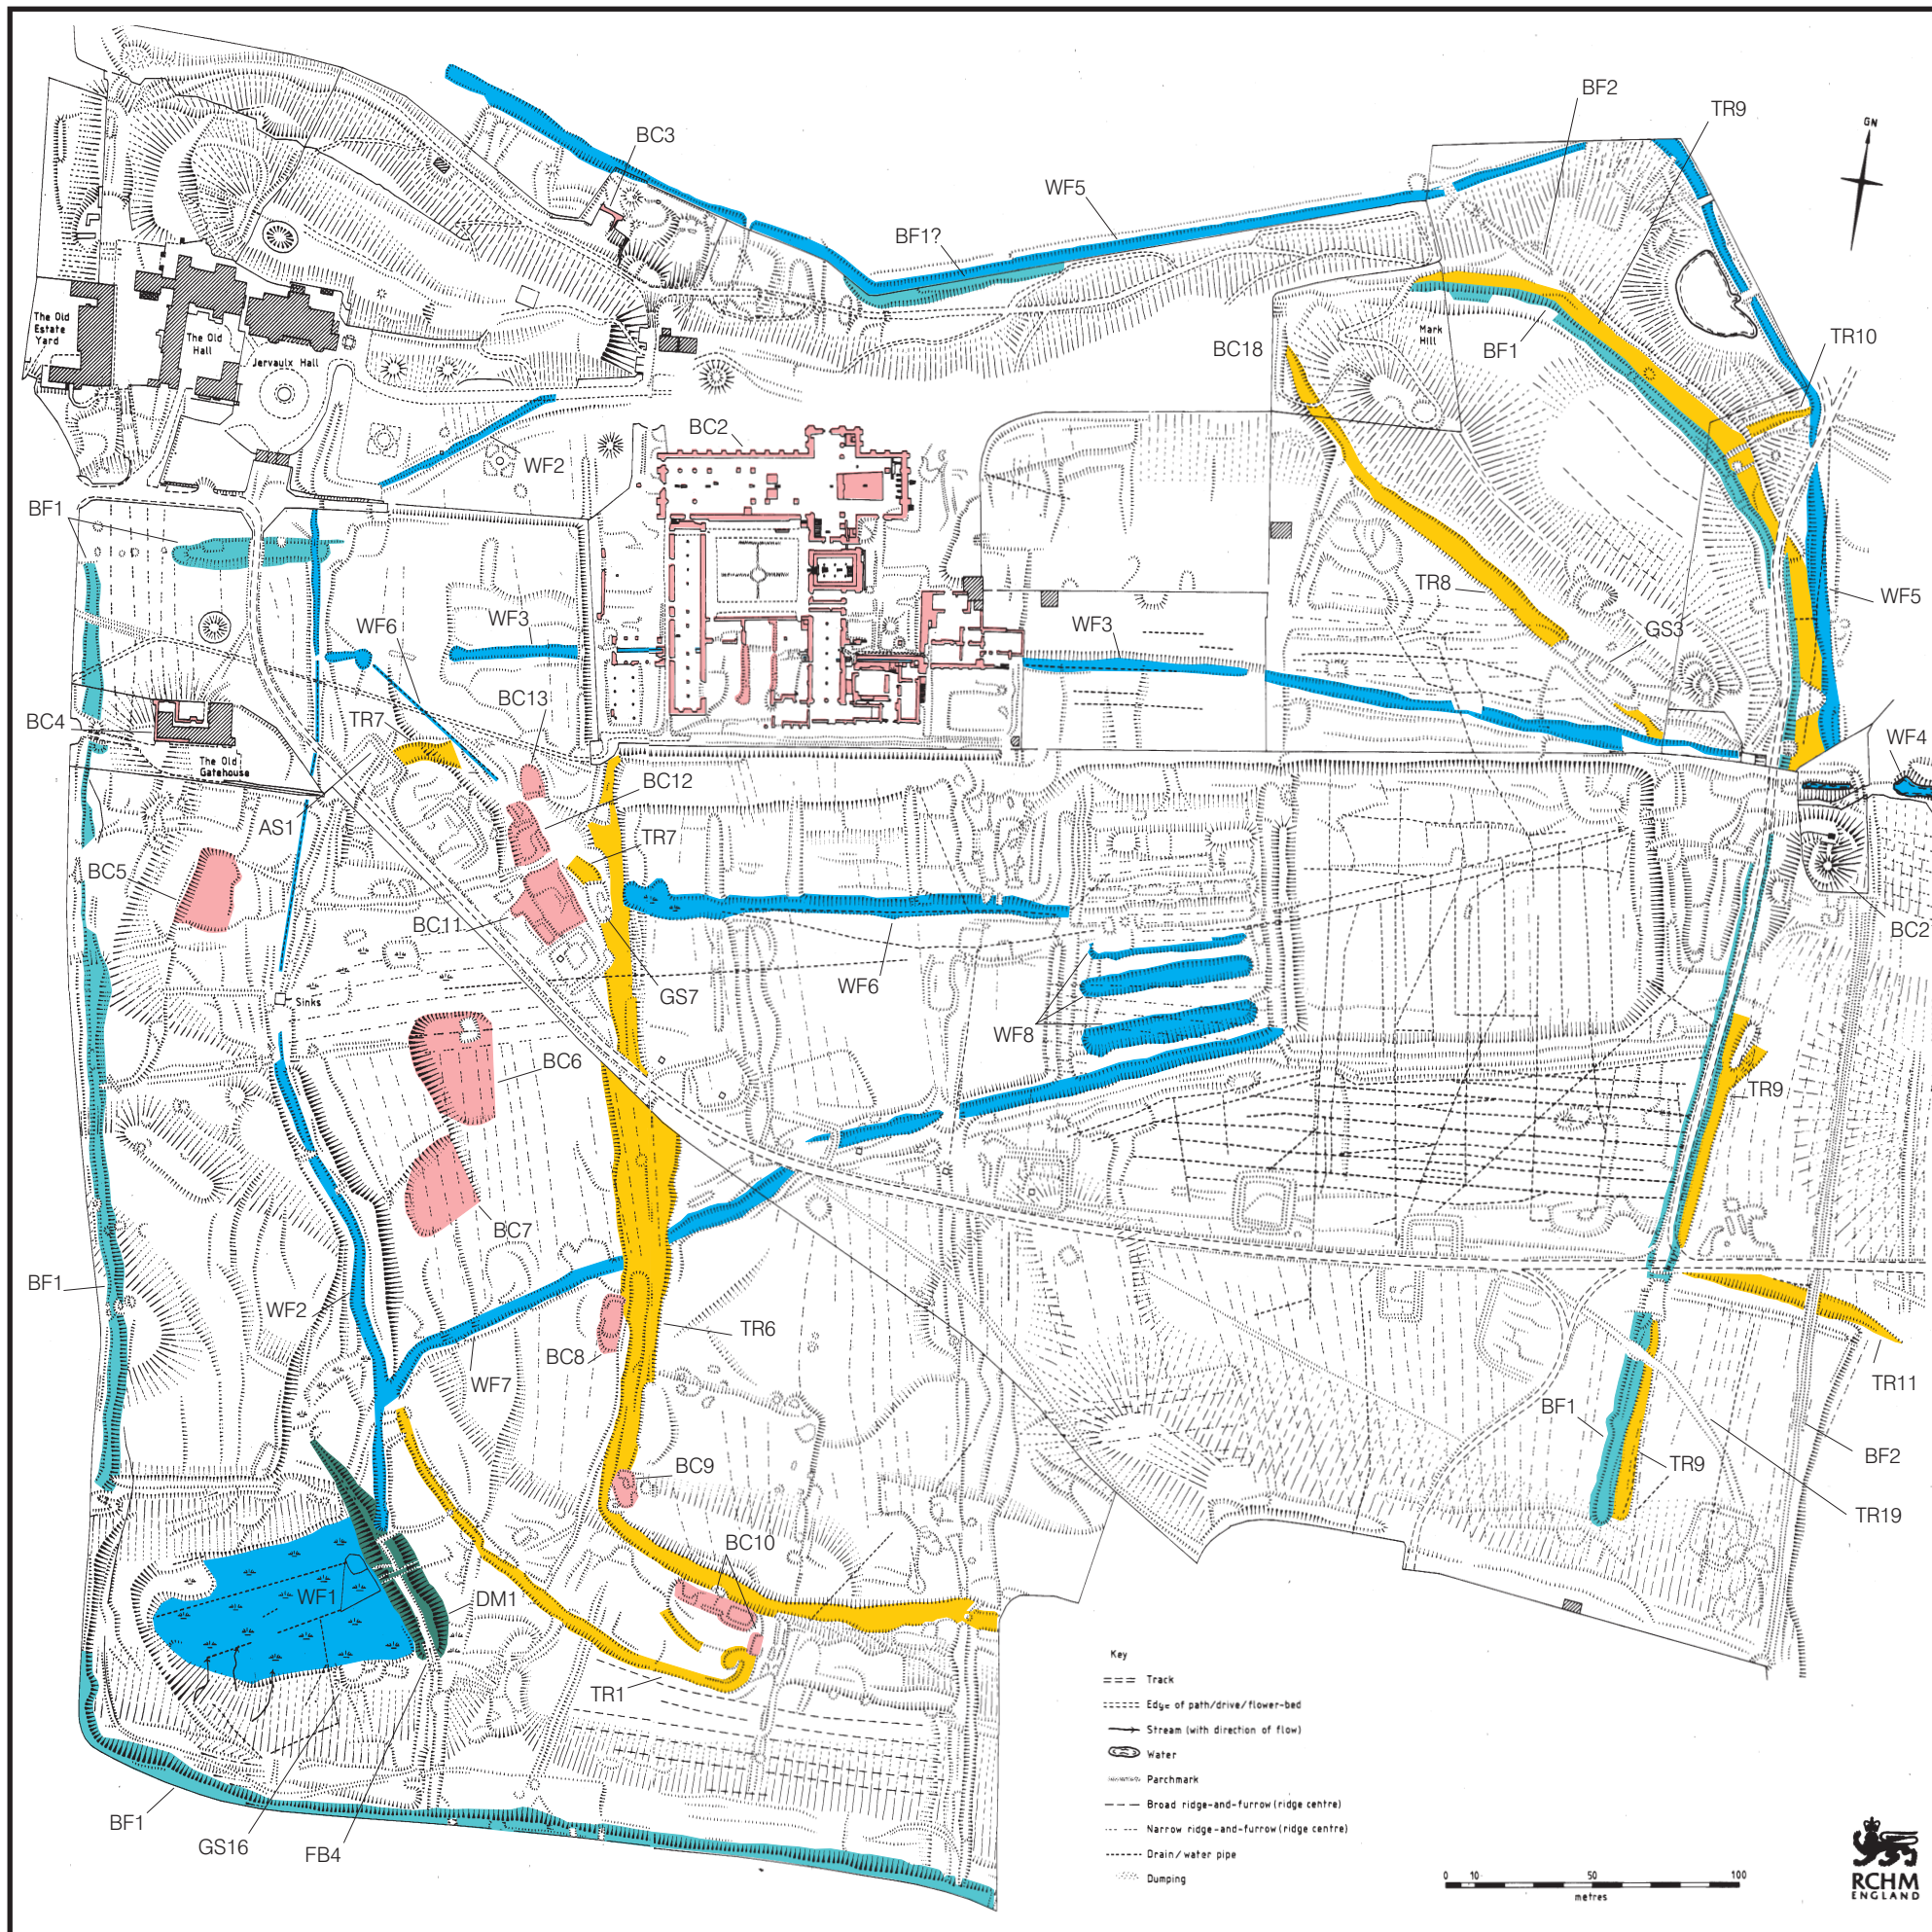 BF2
TR9
GN
BC3
WF5
BF1?
The Old
Estate
Yard
The Old
Hall
Jervaulx Hall
Mark
Hill
BC18
BF1
TR10
BC2
WF2
BF1
TR8
WF5
WF6
WF3
WF3
GS3
BC13
BC4
TR7
WF4
The Old
Gatehouse
BC12
AS1
TR7
BC5
BC11
BC2
GS7
WF6
Sinks
WF8
BC6
TR9
BC7
BF1
WF2
TR6
BC8
WF7
TR11
BF1
BF2
BC9
TR9
TR19
BC10
WF1
DM1
TR1
BF1
GS16
FB4
Key
Track
Edge of path/drive/flower-bed
Stream (with direction of flow)
Water
Parchmark
Broad ridge-and-furrow (ridge centre)
Narrow ridge-and-furrow (ridge centre)
Drain/water pipe
Dumping
0 10 50 100
metres
RCHM
ENGLAND